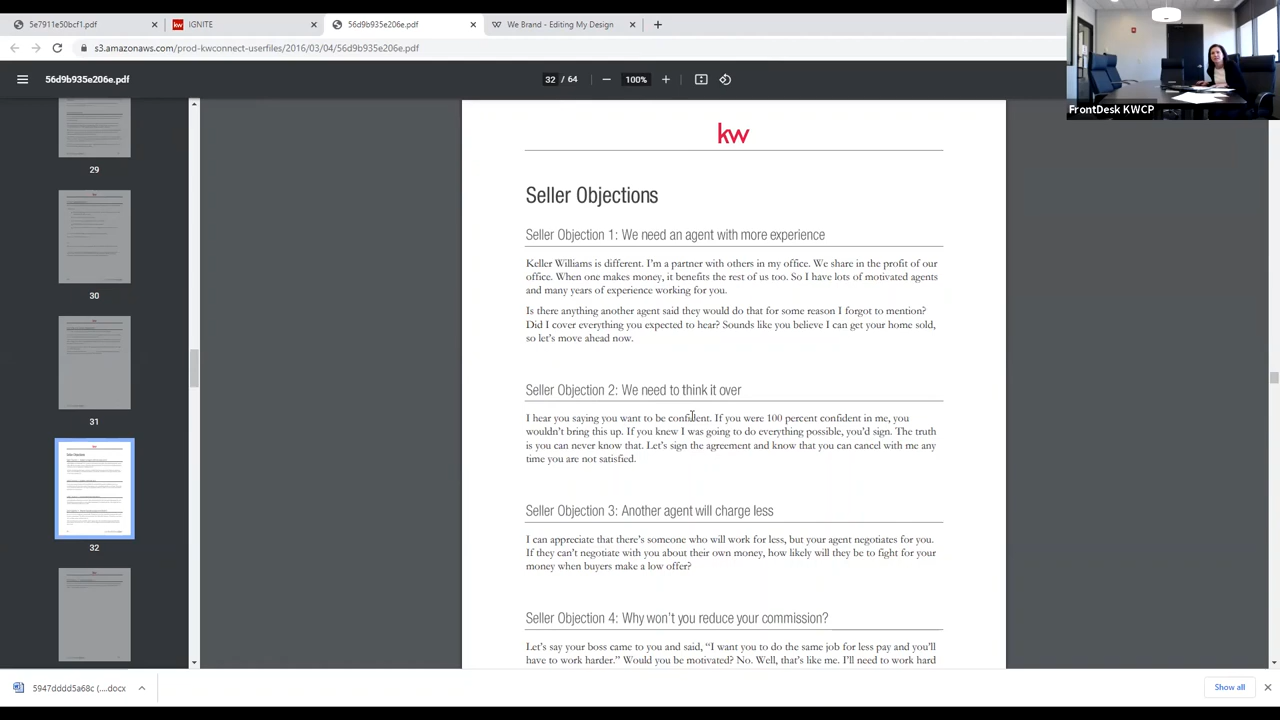 5e7911e50bcf1.pdf
kw IGNITE
56d9b935e206e.pdf
We Brand - Editing My Design
s3.amazonaws.com/prod-kwconnect-userfiles/2016/03/04/56d9b935e206e.pdf
56d9b935e206e.pdf
32 / 64
100%
FrontDesk KWCP
29
30
31
32
kw
Seller Objections
Seller Objection 1: We need an agent with more experience
Keller Williams is different. I'm a partner with others in my office. We share in the profit of our
office. When one makes money, it benefits the rest of us too. So I have lots of motivated agents
and many years of experience working for you.
Is there anything another agent said they would do that for some reason I forgot to mention?
Did I cover everything you expected to hear? Sounds like you believe I can get your home sold,
so let's move ahead now.
Seller Objection 2: We need to think it over
I hear you saying you want to be confident. If you were 100 percent confident in me, you
wouldn't bring this up. If you knew I was going to do everything possible, you'd sign. The truth
is you can never know that. Let's sign the agreement and know that you can cancel with me any
time you are not satisfied.
Seller Objection 3: Another agent will charge less
I can appreciate that there's someone who will work for less, but your agent negotiates for you.
If they can't negotiate with you about their own money, how likely will they be to fight for your
money when buyers make a low offer?
Seller Objection 4: Why won't you reduce your commission?
Let's say your boss came to you and said, "I want you to do the same job for less pay and you'll
have to work harder." Would you be motivated? No. Well, that's like me. I'll need to work hard
5947dddd5a68c (....docx
Show all